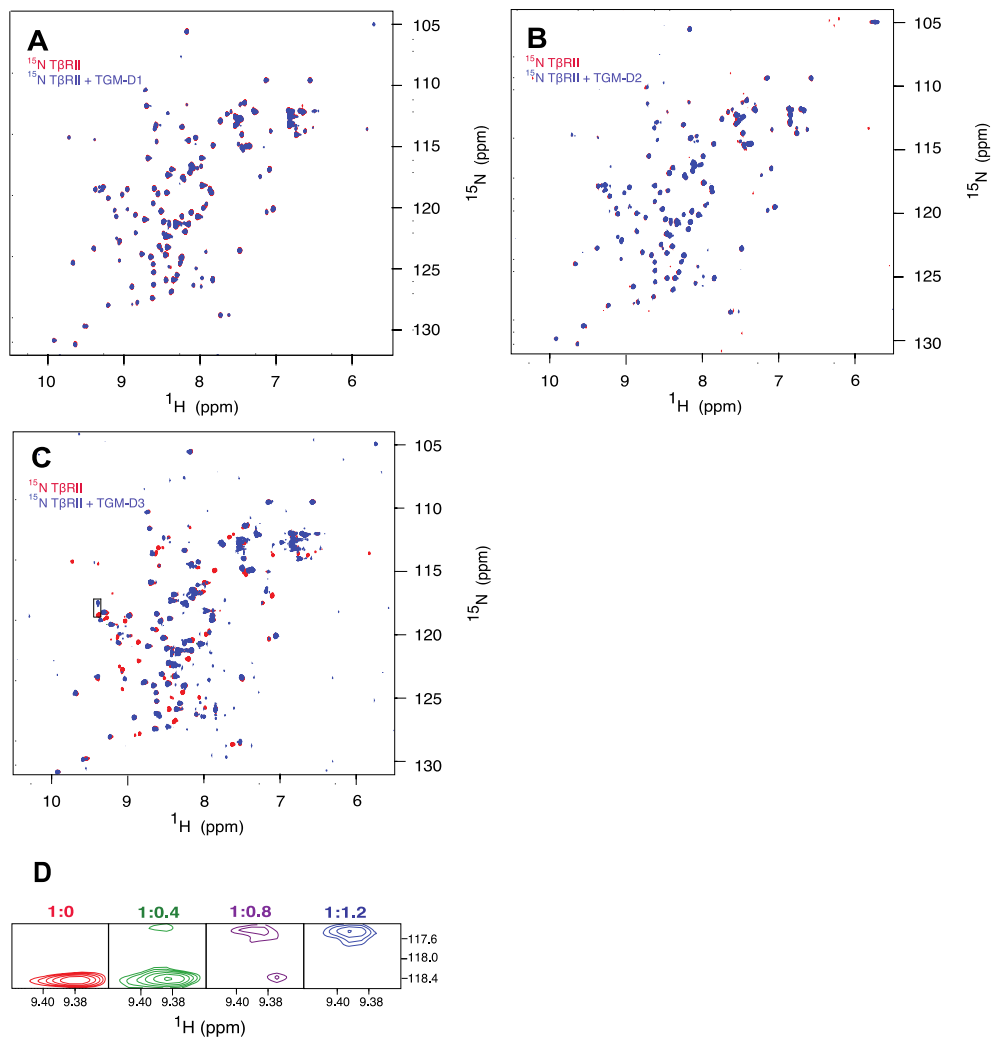 A
¹⁵N TβRII
¹⁵N TβRII + TGM-D1
105
110
115
120
125
130
¹⁵N (ppm)
10 9 8 7 6
¹H (ppm)
B
¹⁵N TβRII
¹⁵N TβRII + TGM-D2
105
110
115
120
125
130
¹⁵N (ppm)
10 9 8 7 6
¹H (ppm)
C
¹⁵N TβRII
¹⁵N TβRII + TGM-D3
105
110
115
120
125
130
¹⁵N (ppm)
10 9 8 7 6
¹H (ppm)
D
1:0 1:0.4 1:0.8 1:1.2
117.6
118.0
118.4
9.40 9.38 9.40 9.38 9.40 9.38 9.40 9.38
¹H (ppm)